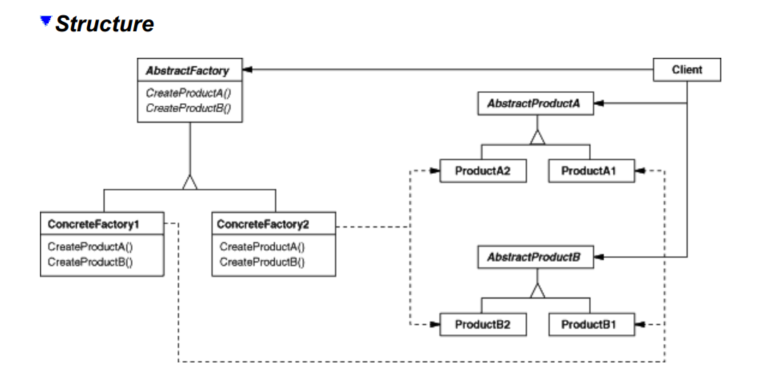 Structure
AbstractFactory
CreateProductA()
CreateProductB()
Client
AbstractProductA
ProductA2
ProductA1
ConcreteFactory1
CreateProductA()
CreateProductB()
ConcreteFactory2
CreateProductA()
CreateProductB()
AbstractProductB
ProductB2
ProductB1